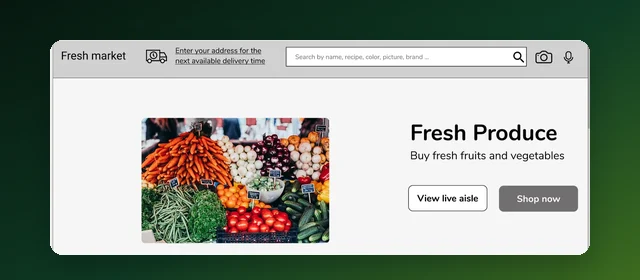 Fresh market
Enter your address for the
next available delivery time
Search by name, recipe, color, picture, brand ...
Fresh Produce
Buy fresh fruits and vegetables
View live aisle
Shop now